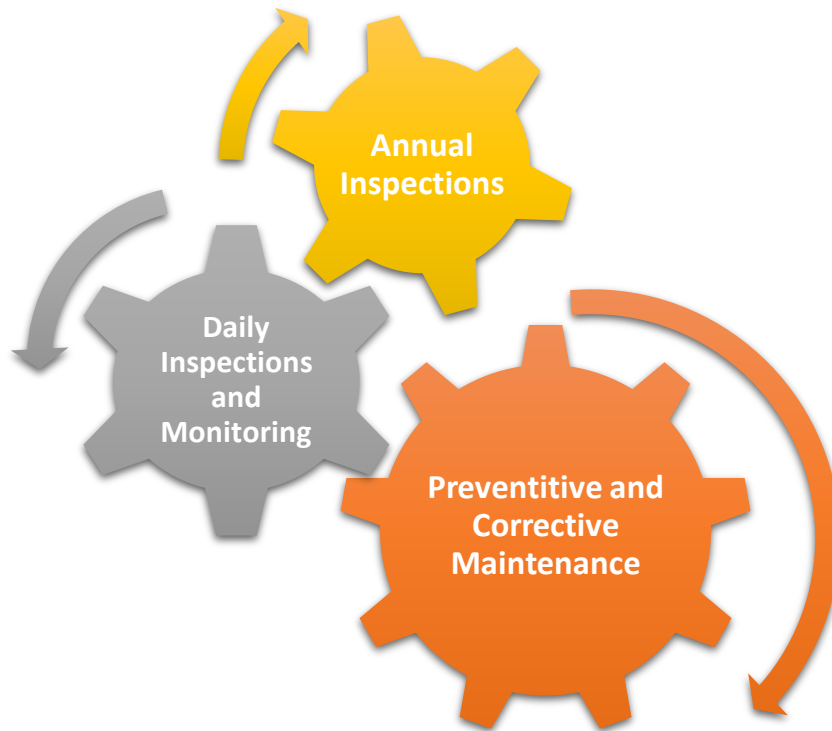 Annual
Inspections
Daily
Inspections
and
Monitoring
Preventitive and
Corrective
Maintenance